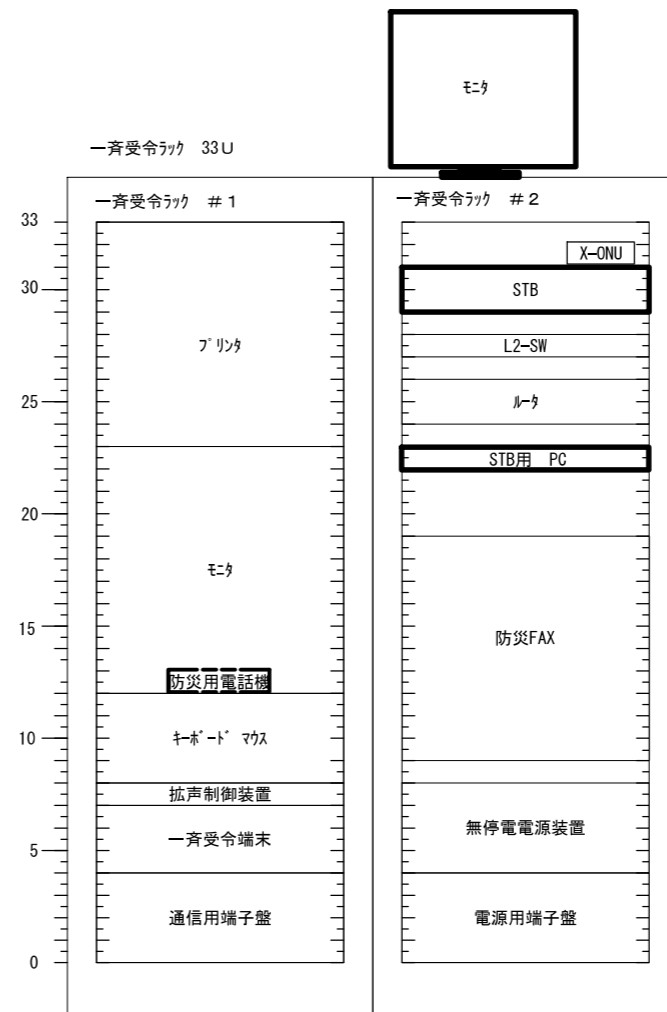 モニタ
一斉受令ラック 33U
一斉受令ラック #1
一斉受令ラック #2
33
30
25
20
15
10
5
0
プリンタ
モニタ
防災用電話機
キーボード マウス
拡声制御装置
一斉受令端末
通信用端子盤
X-ONU
STB
L2-SW
ルータ
STB用 PC
防災FAX
無停電電源装置
電源用端子盤